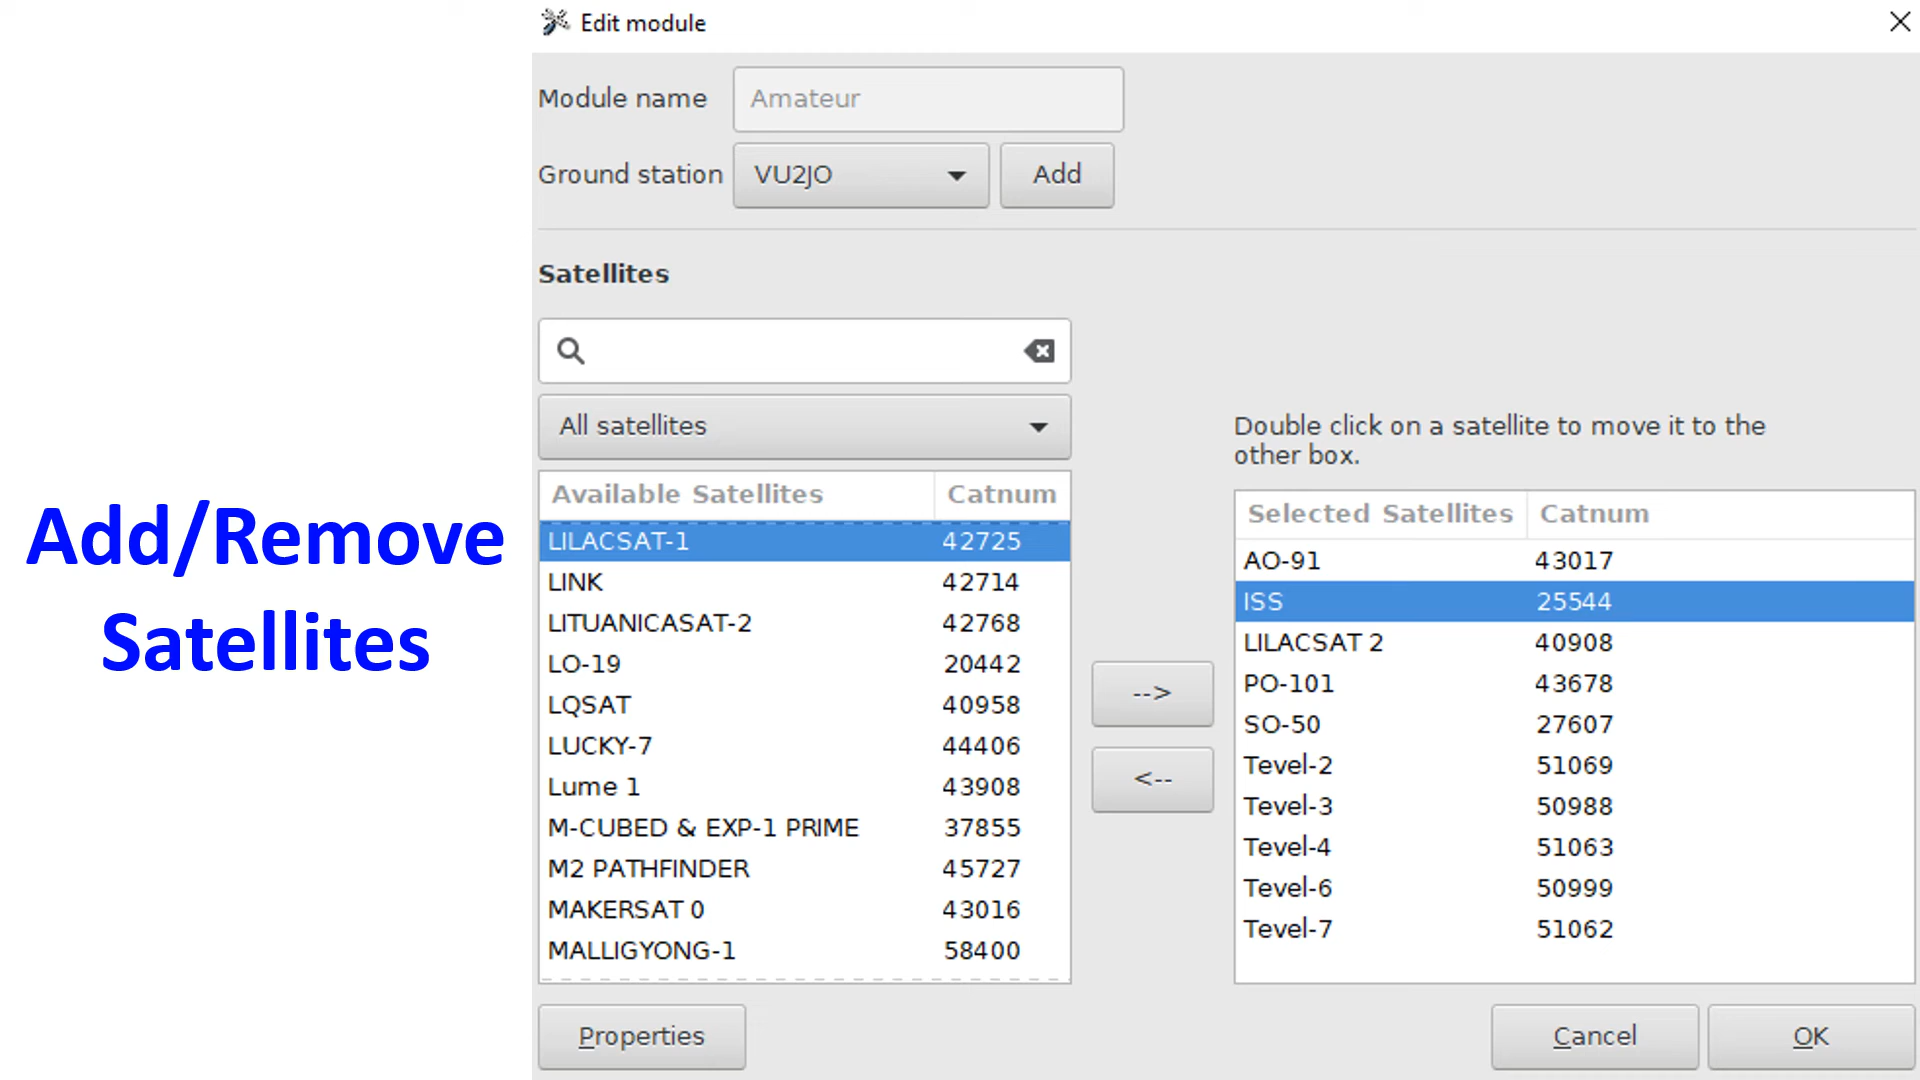 Add/Remove
Satellites
Edit module
Module name Amateur
Ground station VU2JO Add
Satellites
All satellites
Available Satellites Catnum
LILACSAT-1 42725
LINK 42714
LITUANICASAT-2 42768
LO-19 20442
LQSAT 40958
LUCKY-7 44406
Lume 1 43908
M-CUBED & EXP-1 PRIME 37855
M2 PATHFINDER 45727
MAKERSAT 0 43016
MALLIGYONG-1 58400
-->
<--
Double click on a satellite to move it to the
other box.
Selected Satellites Catnum
AO-91 43017
ISS 25544
LILACSAT 2 40908
PO-101 43678
SO-50 27607
Tevel-2 51069
Tevel-3 50988
Tevel-4 51063
Tevel-6 50999
Tevel-7 51062
Properties Cancel OK